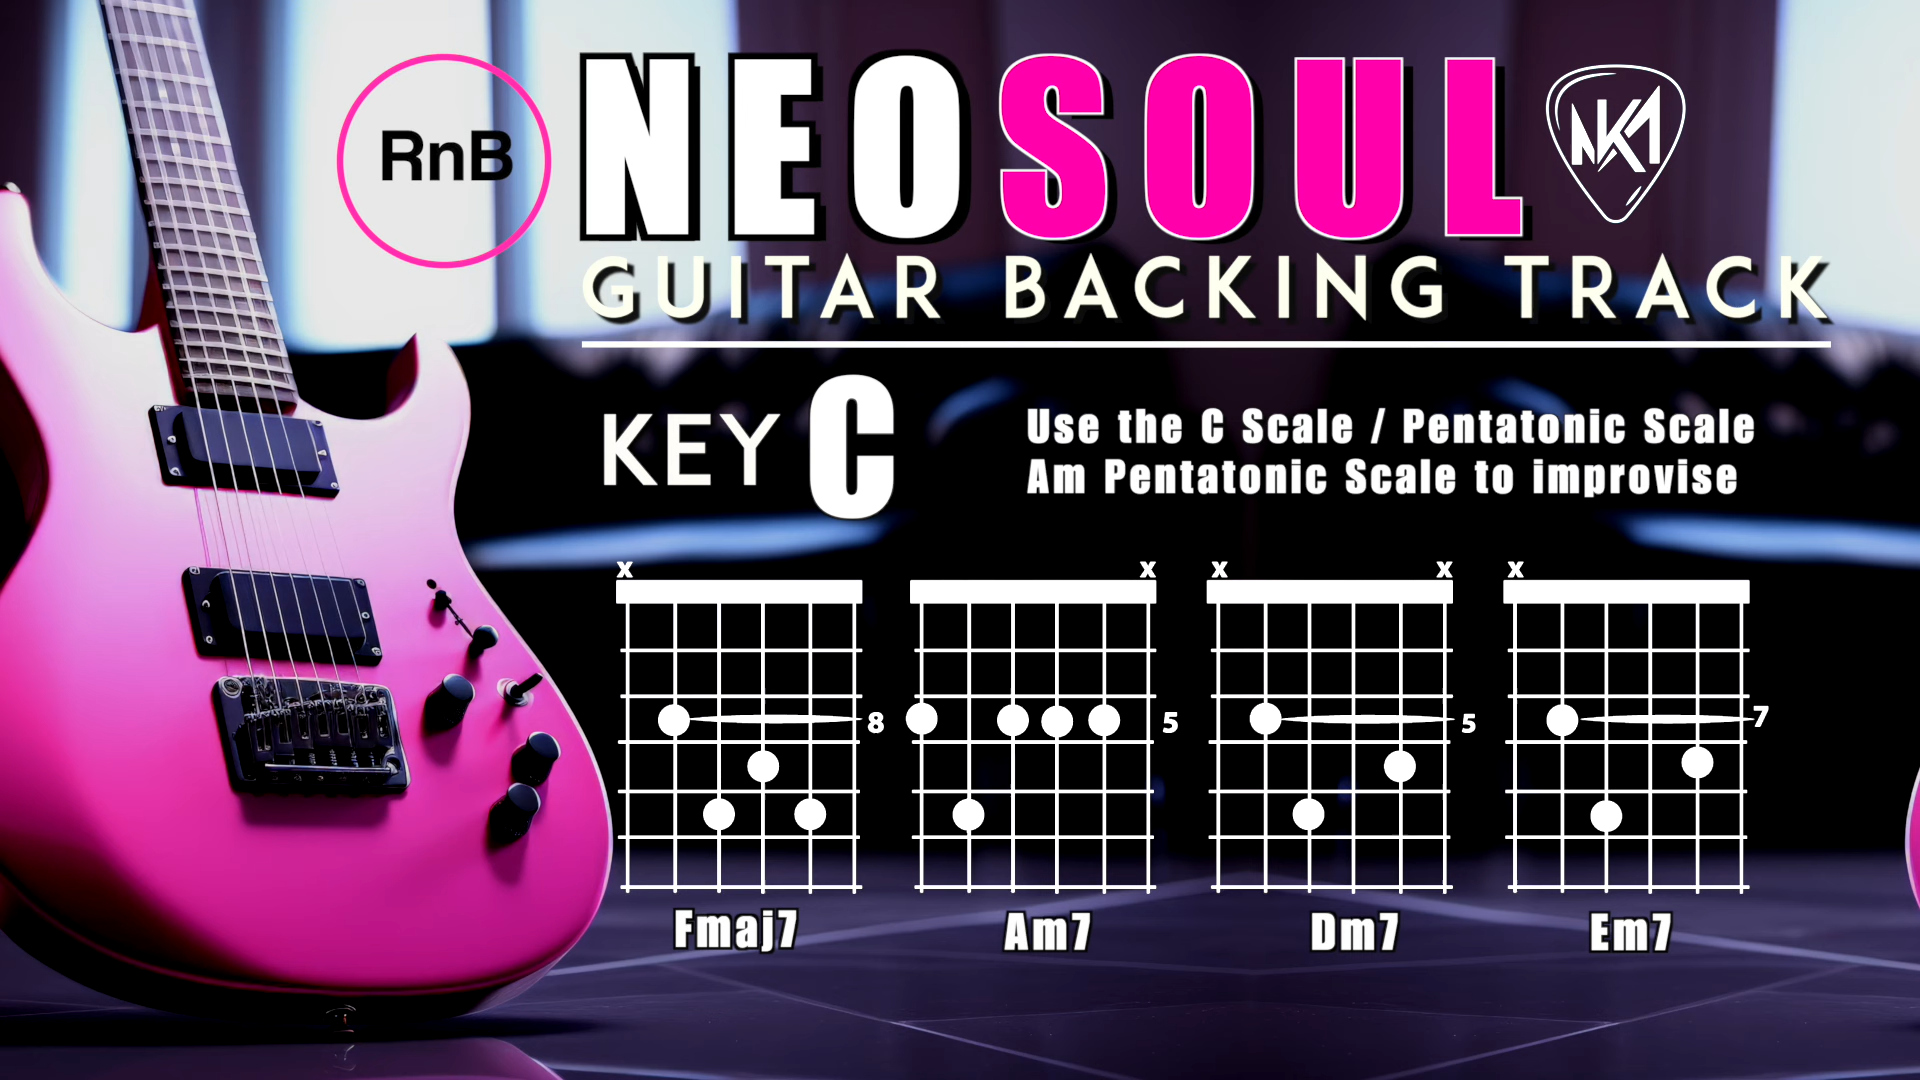 RnB
NEOSOUL
NK1
GUITAR BACKING TRACK
KEY C
Use the C Scale / Pentatonic Scale
Am Pentatonic Scale to improvise
x x x x x x
8 5 5 7
Fmaj7 Am7 Dm7 Em7